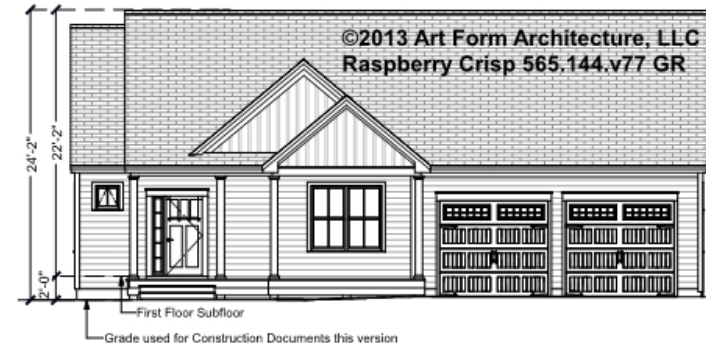 ©2013 Art Form Architecture, LLC
Raspberry Crisp 565.144.v77 GR
24'-2"
22'-2"
2'-0"
First Floor Subfloor
Grade used for Construction Documents this version